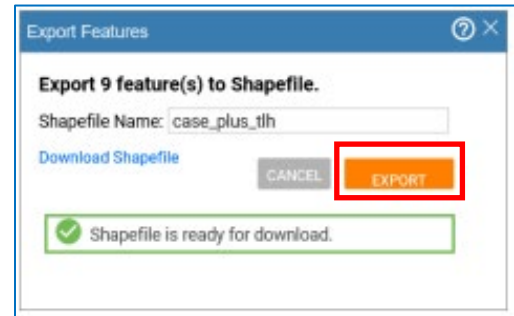 Export Features
Export 9 feature(s) to Shapefile.
Shapefile Name: case_plus_tlh
Download Shapefile
CANCEL EXPORT
Shapefile is ready for download.